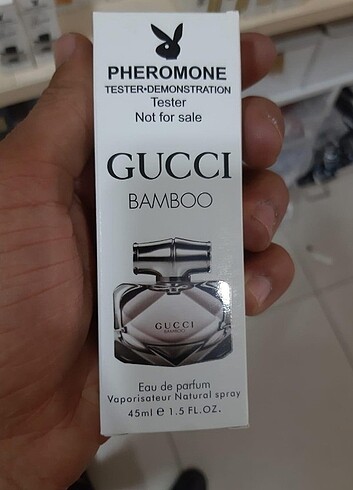 PHEROMONE
TESTER•DEMONSTRATION
Tester
Not for sale
GUCCI
BAMBOO
GUCCI
BAMBOO
Eau de parfum
Vaporisateur Natural spray
45ml e 1.5 FL.OZ.